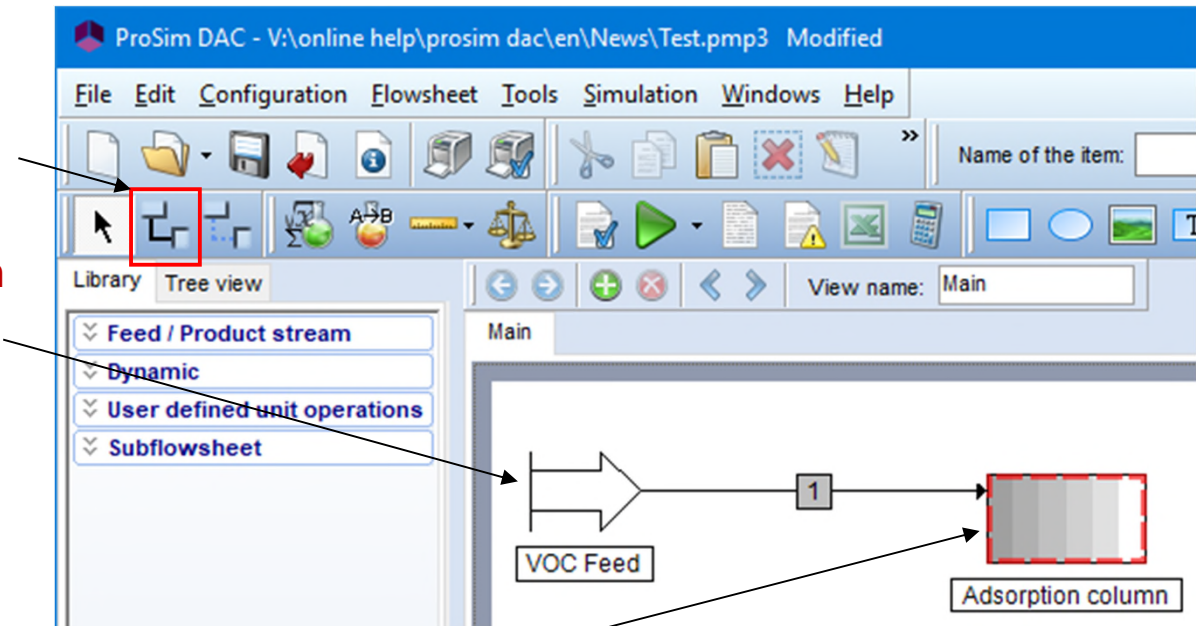 ProSim DAC - V:\online help\prosim dac\en\News\Test.pmp3 Modified
File Edit Configuration Flowsheet Tools Simulation Windows Help
Name of the item:
A→B
Library Tree view
View name: Main
Main
Feed / Product stream
Dynamic
User defined unit operations
Subflowsheet
1
VOC Feed
Adsorption column